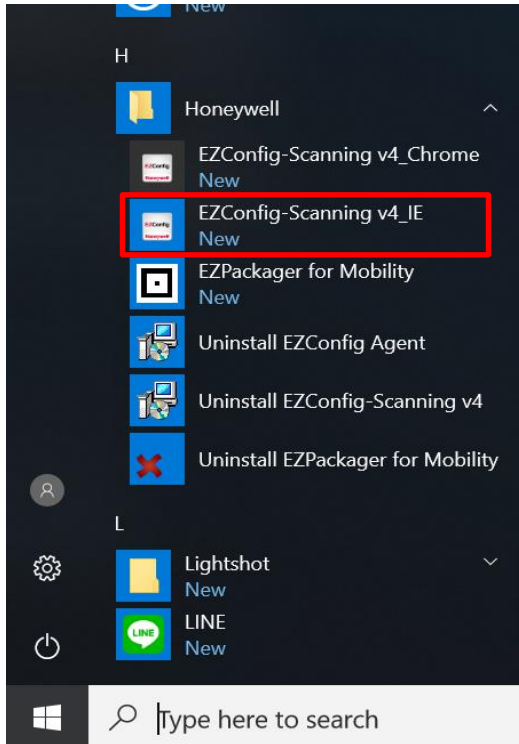 New
H
Honeywell
EZConfig-Scanning v4_Chrome
New
EZConfig-Scanning v4_IE
New
EZPackager for Mobility
New
Uninstall EZConfig Agent
Uninstall EZConfig-Scanning v4
Uninstall EZPackager for Mobility
L
Lightshot
New
LINE
LINE
New
Type here to search